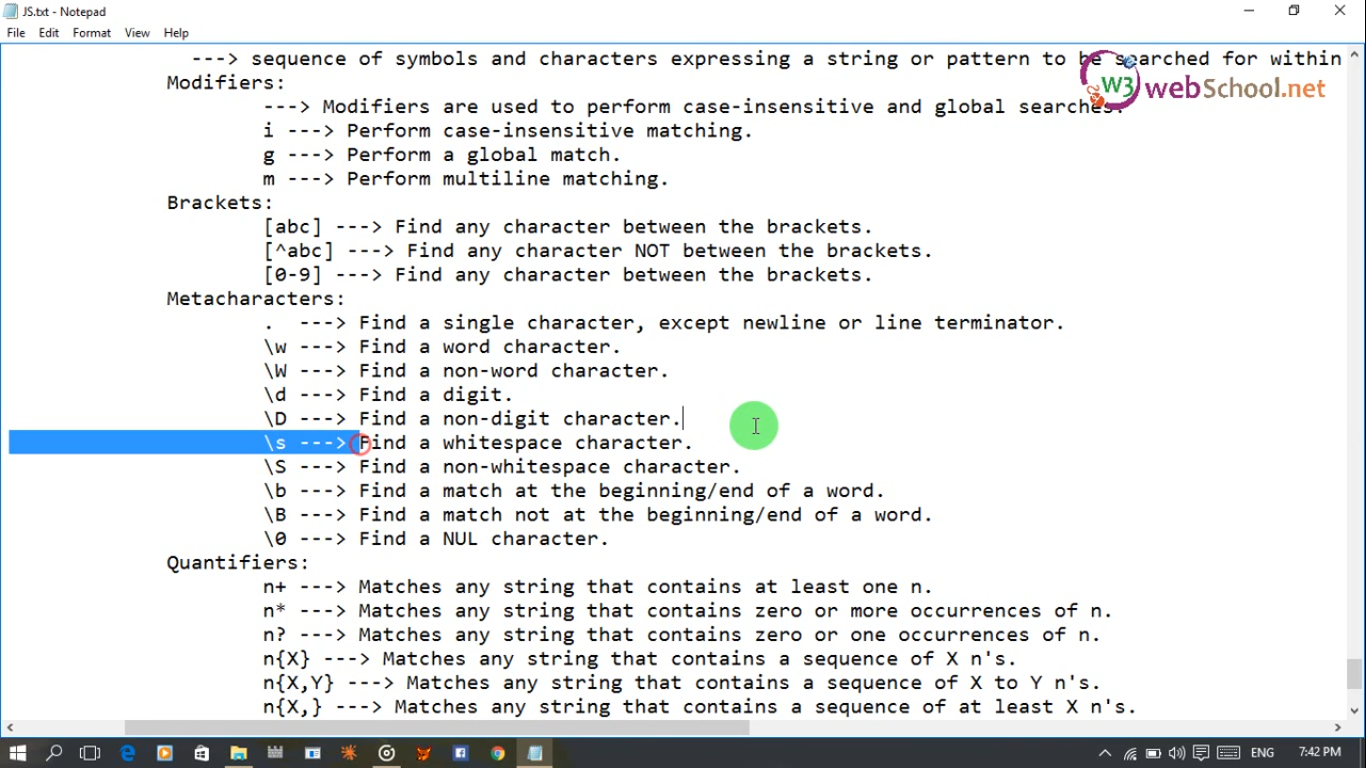 JS.txt - Notepad
File Edit Format View Help
---> sequence of symbols and characters expressing a string or pattern to be searched for within
W3 webSchool.net
Modifiers:
---> Modifiers are used to perform case-insensitive and global searches.
i ---> Perform case-insensitive matching.
g ---> Perform a global match.
m ---> Perform multiline matching.
Brackets:
[abc] ---> Find any character between the brackets.
[^abc] ---> Find any character NOT between the brackets.
[0-9] ---> Find any character between the brackets.
Metacharacters:
. ---> Find a single character, except newline or line terminator.
\w ---> Find a word character.
\W ---> Find a non-word character.
\d ---> Find a digit.
\D ---> Find a non-digit character.
\s ---> Find a whitespace character.
\S ---> Find a non-whitespace character.
\b ---> Find a match at the beginning/end of a word.
\B ---> Find a match not at the beginning/end of a word.
\0 ---> Find a NUL character.
Quantifiers:
n+ ---> Matches any string that contains at least one n.
n* ---> Matches any string that contains zero or more occurrences of n.
n? ---> Matches any string that contains zero or one occurrences of n.
n{X} ---> Matches any string that contains a sequence of X n's.
n{X,Y} ---> Matches any string that contains a sequence of X to Y n's.
n{X,} ---> Matches any string that contains a sequence of at least X n's.
ENG 7:42 PM